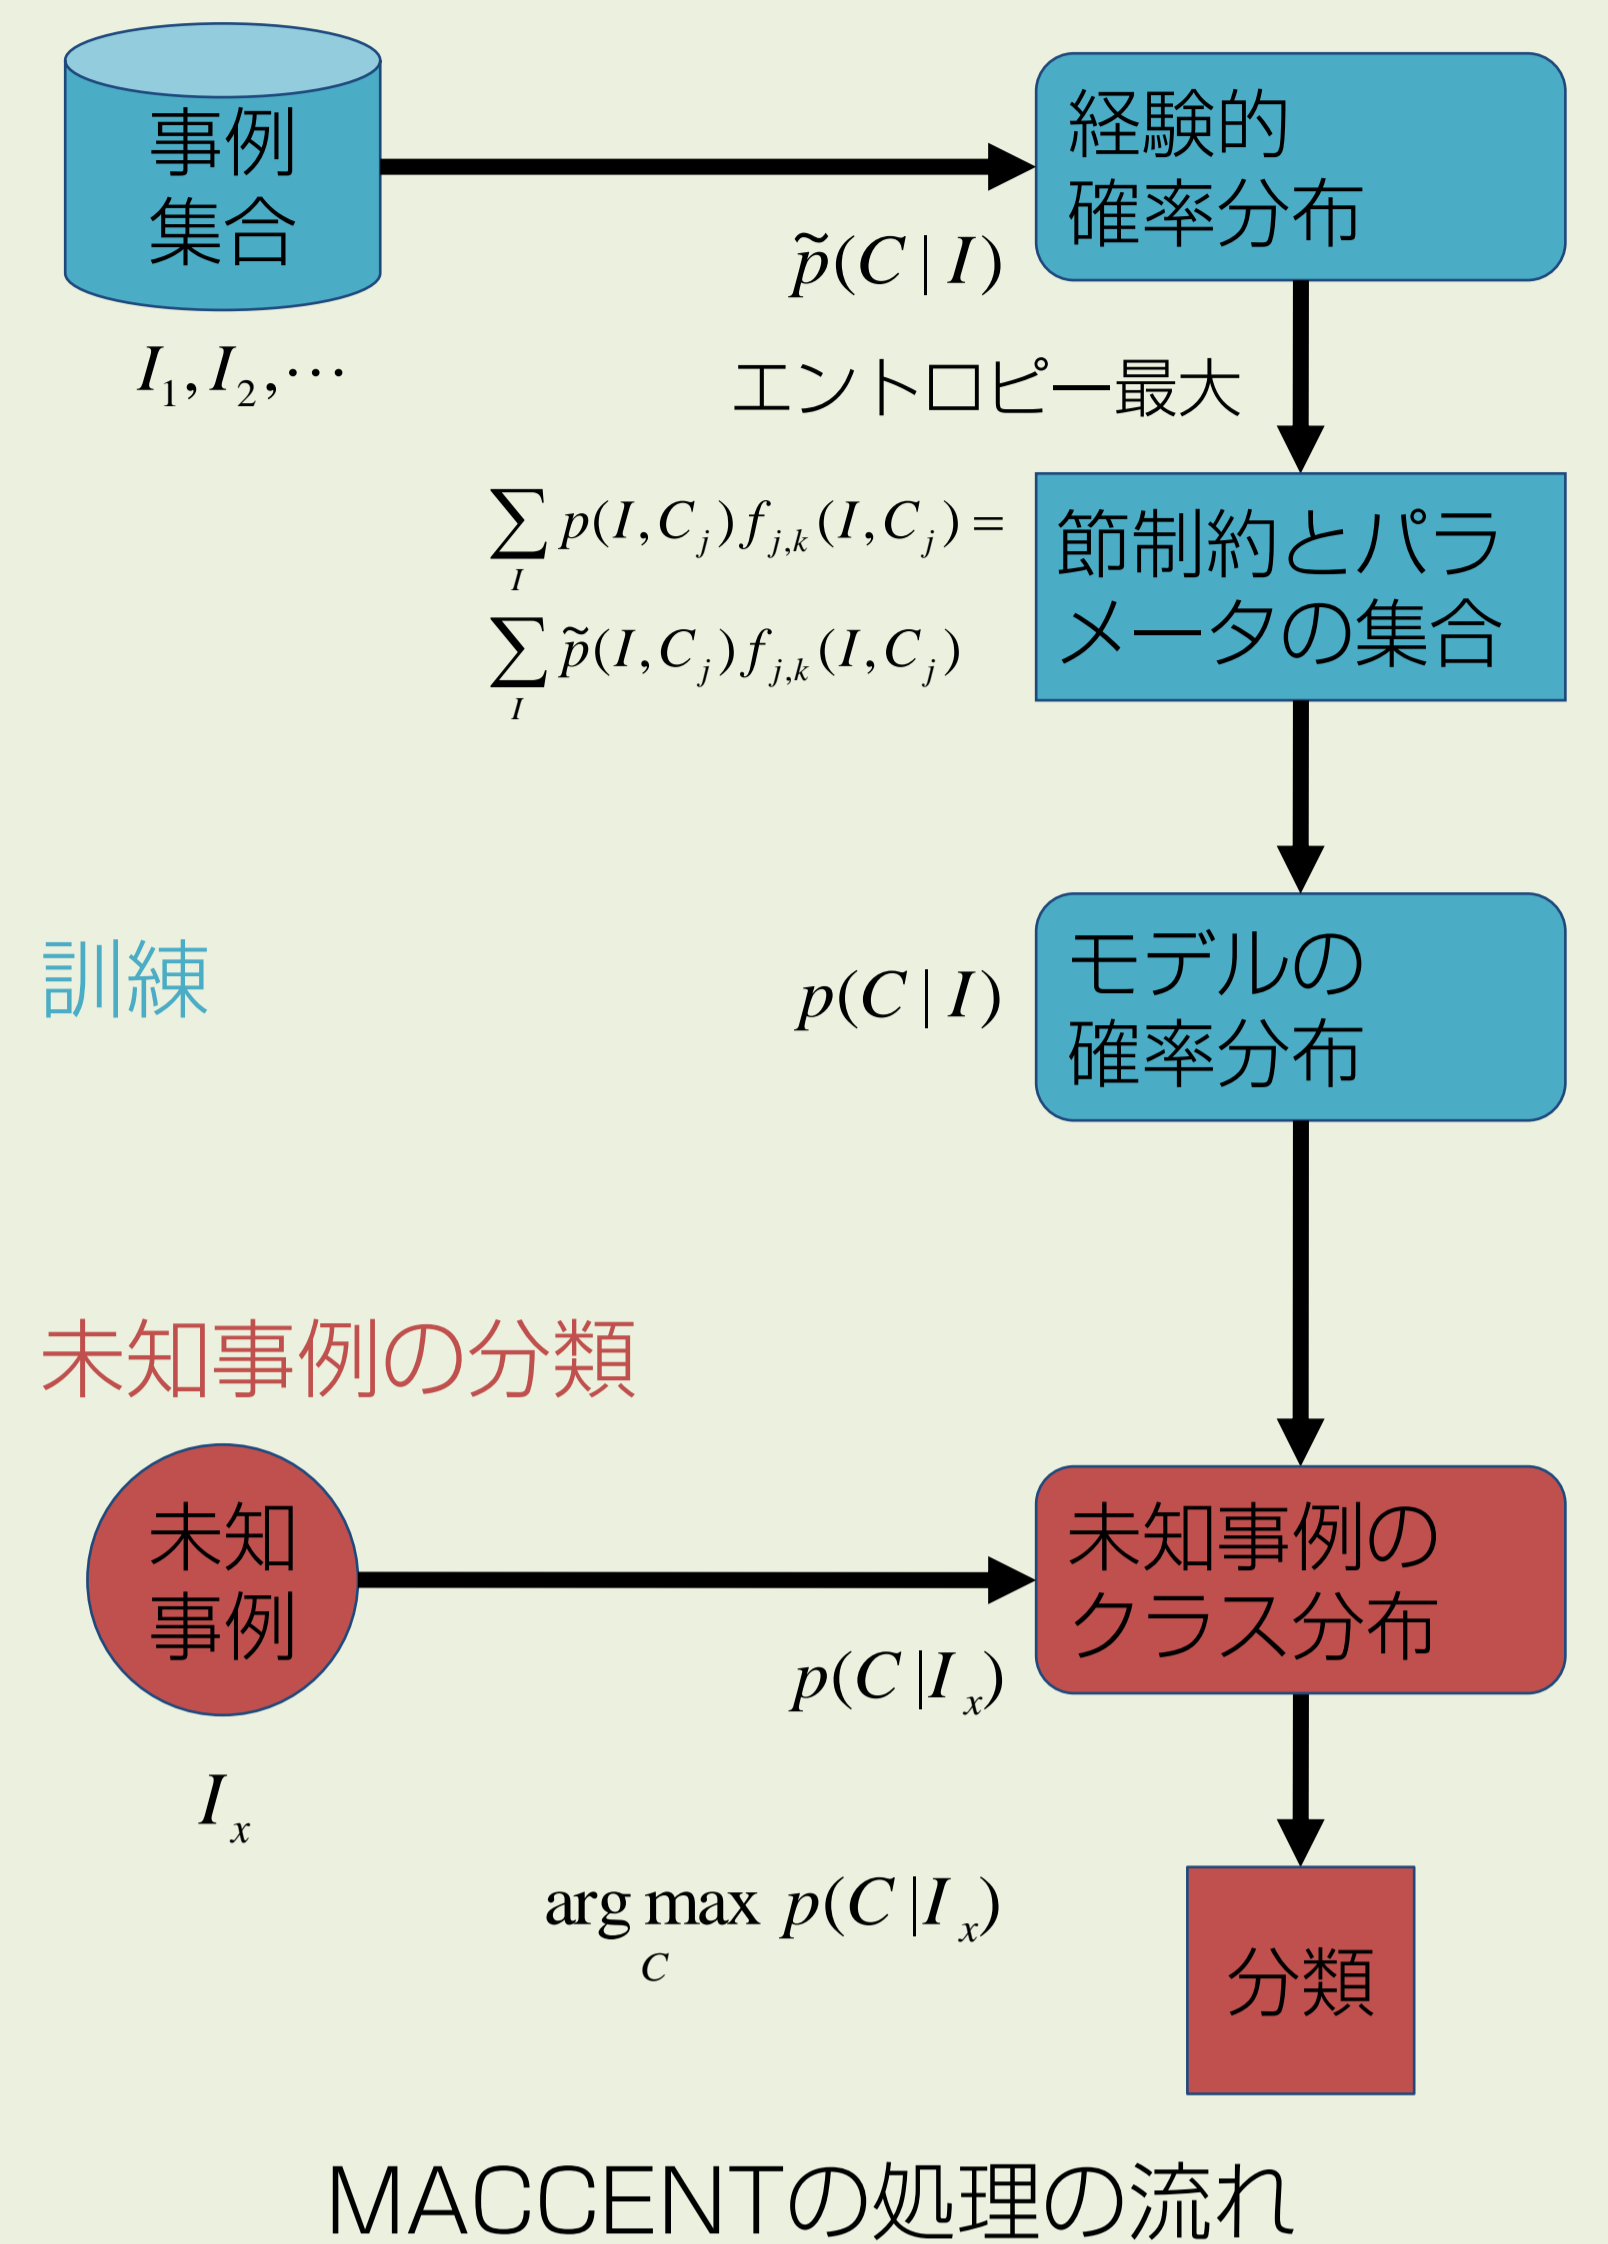 事例
集合
I₁, I₂, ⋯
経験的
確率分布
p̃(C | I)
エントロピー最大
∑_I p(I, C_j) f_{j,k}(I, C_j) =
∑_I p̃(I, C_j) f_{j,k}(I, C_j)
節制約とパラ
メータの集合
訓練
p(C | I)
モデルの
確率分布
未知事例の分類
未知
事例
I_x
未知事例の
クラス分布
p(C | I_x)
arg max_C p(C | I_x)
分類
MACCENTの処理の流れ